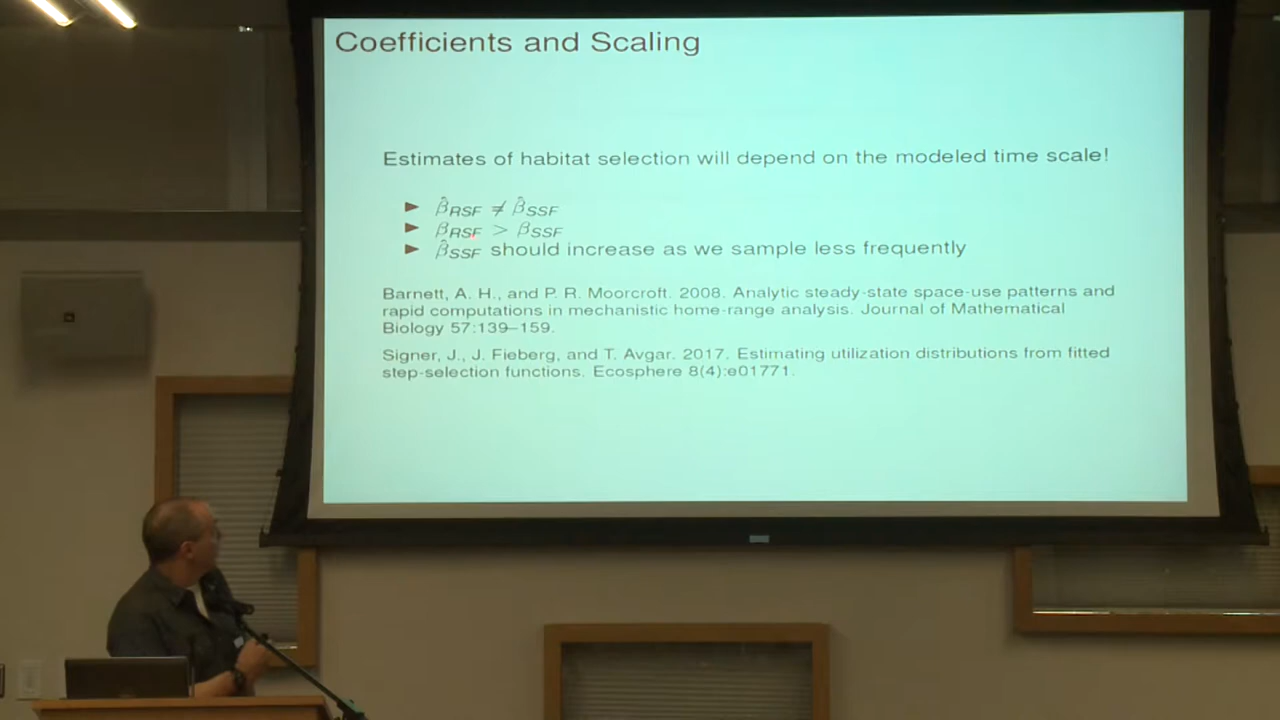 Coefficients and Scaling
Estimates of habitat selection will depend on the modeled time scale!
► β̂RSF ≠ β̂SSF
► βRSF > βSSF
► β̂SSF should increase as we sample less frequently
Barnett, A. H., and P. R. Moorcroft. 2008. Analytic steady-state space-use patterns and
rapid computations in mechanistic home-range analysis. Journal of Mathematical
Biology 57:139–159.
Signer, J., J. Fieberg, and T. Avgar. 2017. Estimating utilization distributions from fitted
step-selection functions. Ecosphere 8(4):e01771.